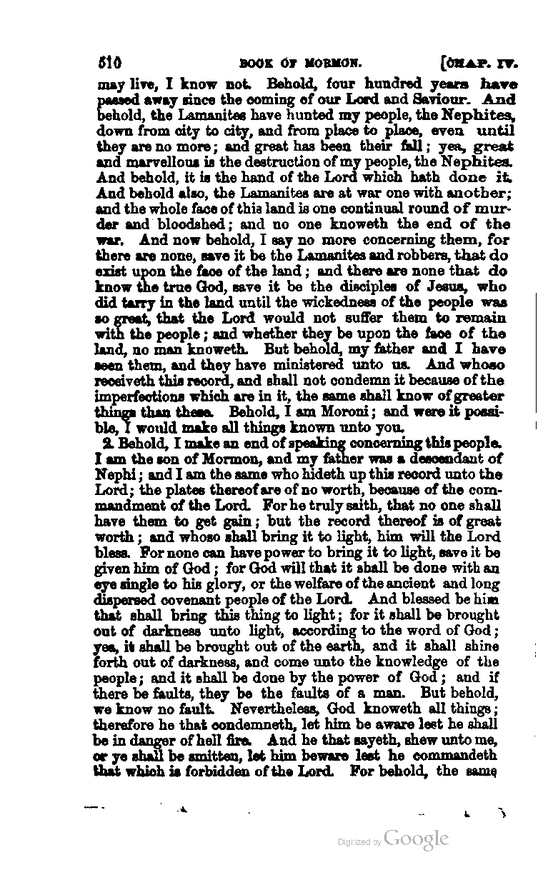 510 BOOK OF MORMON. [CHAP. IV.
may live, I know not. Behold, four hundred years have
passed away since the coming of our Lord and Saviour. And
behold, the Lamanites have hunted my people, the Nephites,
down from city to city, and from place to place, even until
they are no more; and great has been their fall; yea, great
and marvellous is the destruction of my people, the Nephites.
And behold, it is the hand of the Lord which hath done it.
And behold also, the Lamanites are at war one with another;
and the whole face of this land is one continual round of mur-
der and bloodshed; and no one knoweth the end of the
war. And now behold, I say no more concerning them, for
there are none, save it be the Lamanites and robbers, that do
exist upon the face of the land; and there are none that do
know the true God, save it be the disciples of Jesus, who
did tarry in the land until the wickedness of the people was
so great, that the Lord would not suffer them to remain
with the people; and whether they be upon the face of the
land, no man knoweth. But behold, my father and I have
seen them, and they have ministered unto us. And whoso
receiveth this record, and shall not condemn it because of the
imperfections which are in it, the same shall know of greater
things than these. Behold, I am Moroni; and were it possi-
ble, I would make all things known unto you.
2. Behold, I make an end of speaking concerning this people.
I am the son of Mormon, and my father was a descendant of
Nephi; and I am the same who hideth up this record unto the
Lord; the plates thereof are of no worth, because of the com-
mandment of the Lord. For he truly saith, that no one shall
have them to get gain; but the record thereof is of great
worth; and whoso shall bring it to light, him will the Lord
bless. For none can have power to bring it to light, save it be
given him of God; for God will that it shall be done with an
eye single to his glory, or the welfare of the ancient and long
dispersed covenant people of the Lord. And blessed be him
that shall bring this thing to light; for it shall be brought
out of darkness unto light, according to the word of God;
yea, it shall be brought out of the earth, and it shall shine
forth out of darkness, and come unto the knowledge of the
people; and it shall be done by the power of God; and if
there be faults, they be the faults of a man. But behold,
we know no fault. Nevertheless, God knoweth all things;
therefore he that condemneth, let him be aware lest he shall
be in danger of hell fire. And he that sayeth, shew unto me,
or ye shall be smitten, let him beware lest he commandeth
that which is forbidden of the Lord. For behold, the same
Digitized by Google